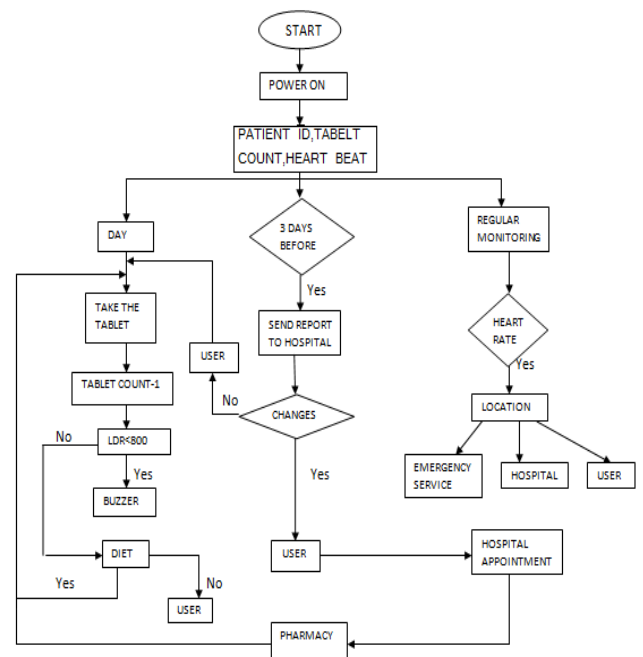 START
POWER ON
PATIENT ID,TABELT
COUNT,HEART BEAT
DAY
3 DAYS
BEFORE
REGULAR
MONITORING
Yes
TAKE THE
TABLET
SEND REPORT
TO HOSPITAL
HEART
RATE
USER
Yes
TABLET COUNT-1
No
CHANGES
LOCATION
No
LDR<800
Yes
BUZZER
Yes
EMERGENCY
SERVICE
HOSPITAL
USER
DIET
Yes
No
USER
USER
HOSPITAL
APPOINTMENT
PHARMACY